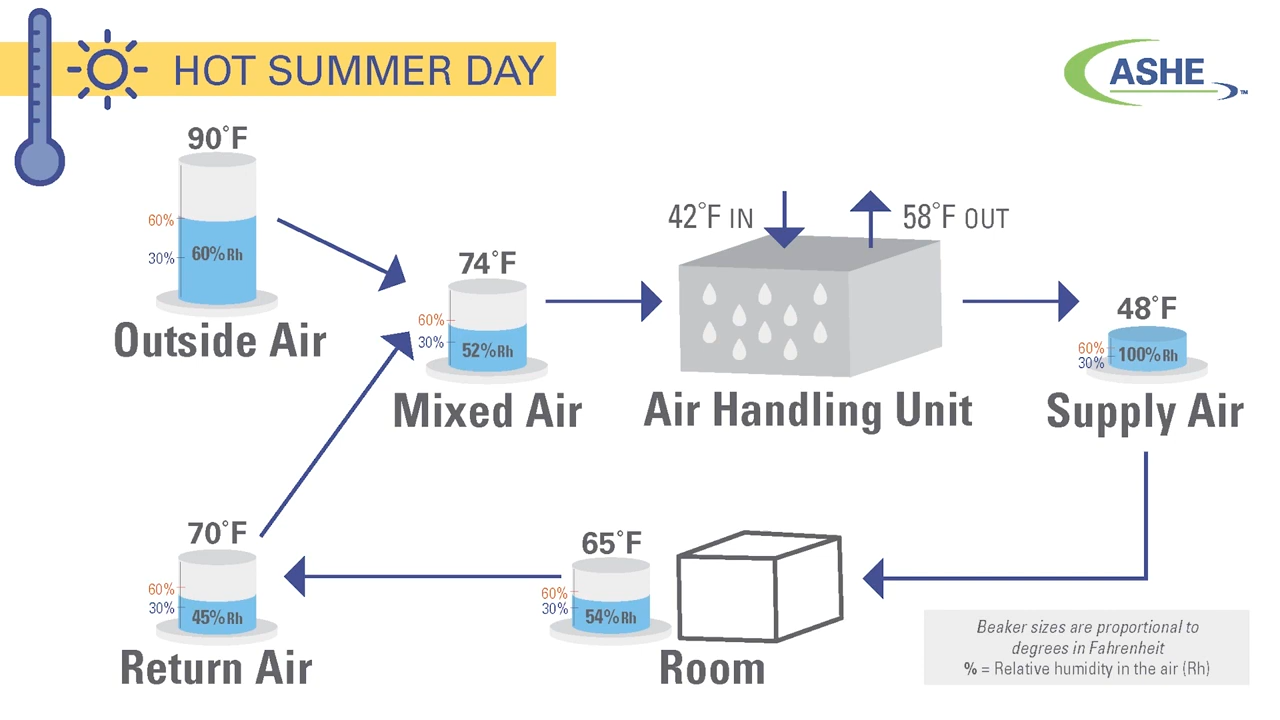 HOT SUMMER DAY
ASHE™
90°F
60%
30%
60% Rh
Outside Air
74°F
60%
30%
52% Rh
Mixed Air
42°F IN
58°F OUT
Air Handling Unit
48°F
60%
30%
100% Rh
Supply Air
70°F
60%
30%
45% Rh
Return Air
65°F
60%
30%
54% Rh
Room
Beaker sizes are proportional to
degrees in Fahrenheit
% = Relative humidity in the air (Rh)